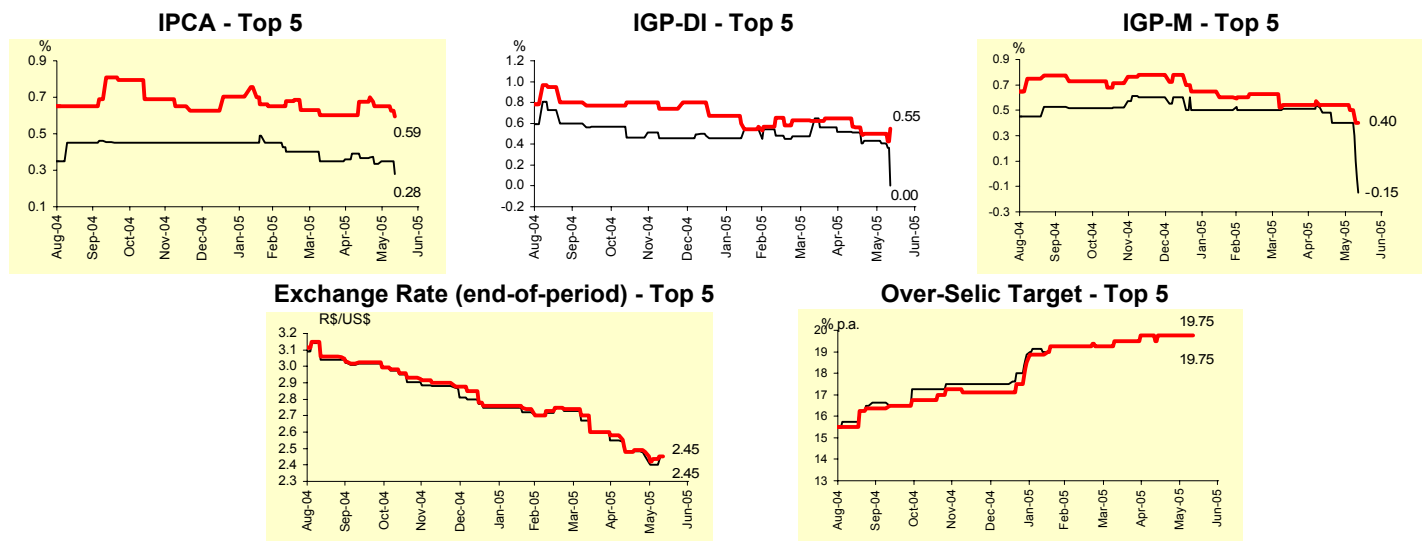 IPCA - Top 5
%
0.9
0.7
0.5
0.3
0.1
0.59
0.28
Aug-04
Sep-04
Oct-04
Nov-04
Dec-04
Jan-05
Feb-05
Mar-05
Apr-05
May-05
Jun-05
IGP-DI - Top 5
%
1.2
1.0
0.8
0.6
0.4
0.2
0.0
-0.2
0.55
0.00
Aug-04
Sep-04
Oct-04
Nov-04
Dec-04
Jan-05
Feb-05
Mar-05
Apr-05
May-05
Jun-05
IGP-M - Top 5
%
0.9
0.7
0.5
0.3
0.1
-0.1
-0.3
0.40
-0.15
Aug-04
Sep-04
Oct-04
Nov-04
Dec-04
Jan-05
Feb-05
Mar-05
Apr-05
May-05
Jun-05
Exchange Rate (end-of-period) - Top 5
R$/US$
3.2
3.1
3.0
2.9
2.8
2.7
2.6
2.5
2.4
2.3
2.45
2.45
Aug-04
Sep-04
Oct-04
Nov-04
Dec-04
Jan-05
Feb-05
Mar-05
Apr-05
May-05
Jun-05
Over-Selic Target - Top 5
% p.a.
20
19
18
17
16
15
14
13
19.75
19.75
Aug-04
Sep-04
Oct-04
Nov-04
Dec-04
Jan-05
Feb-05
Mar-05
Apr-05
May-05
Jun-05